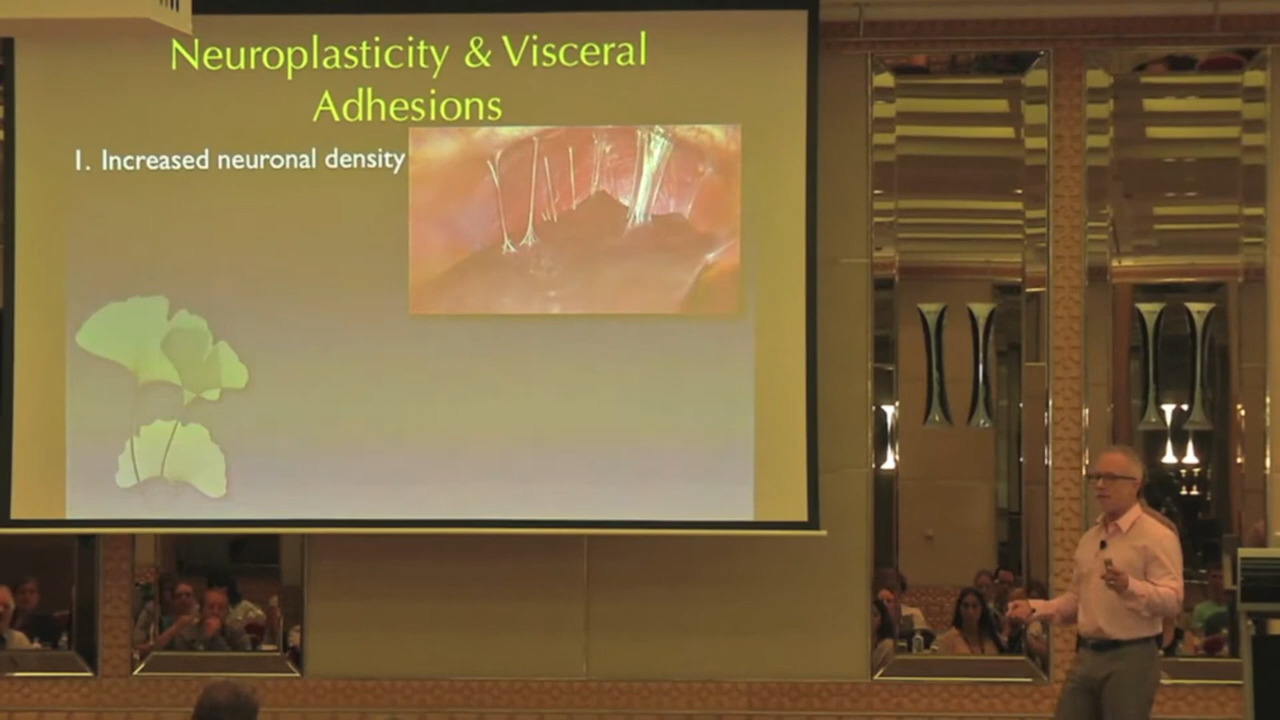 Neuroplasticity & Visceral
Adhesions
1. Increased neuronal density